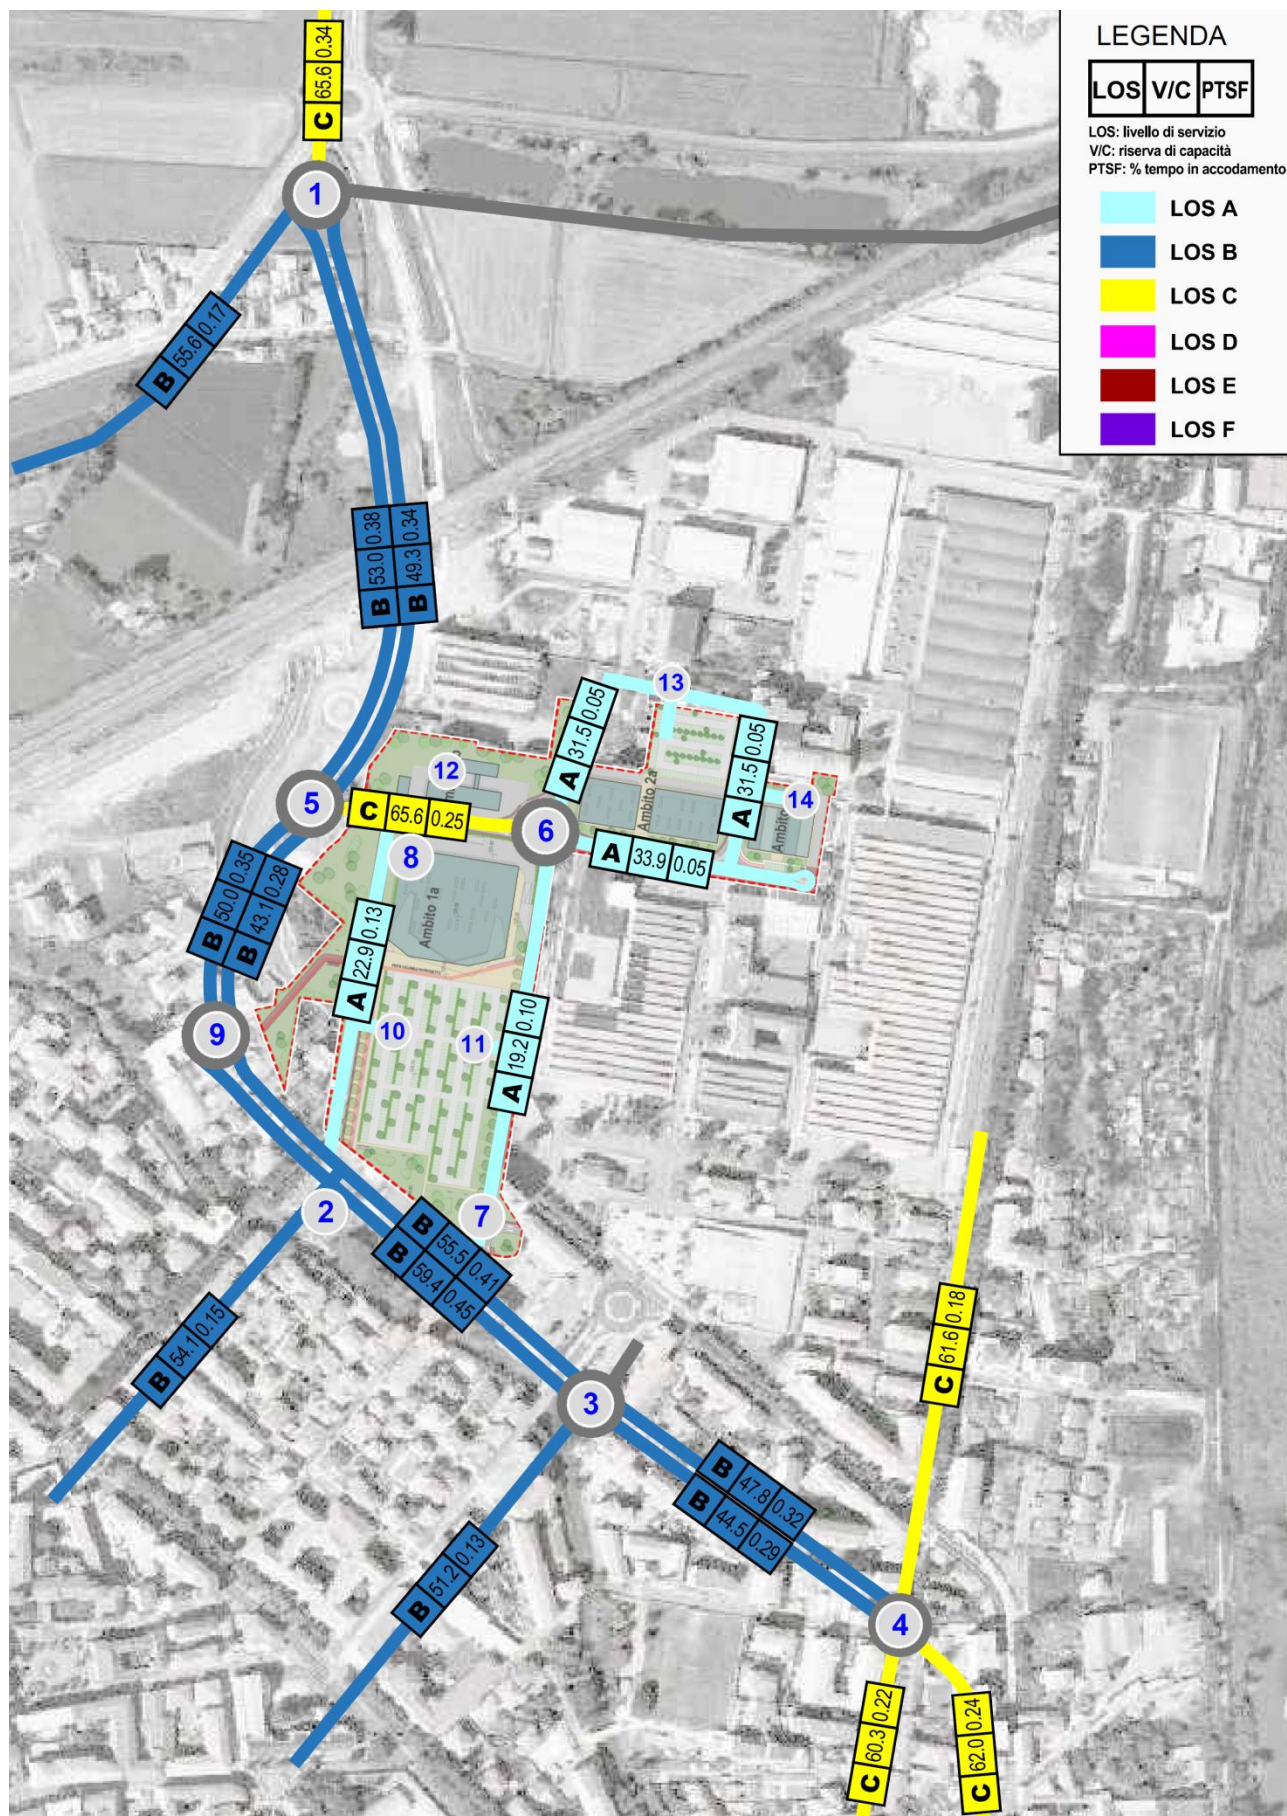 LEGENDA
LOS V/C PTSF
LOS: livello di servizio
V/C: riserva di capacità
PTSF: % tempo in accodamento
LOS A
LOS B
LOS C
LOS D
LOS E
LOS F
C 65.6 0.34
1
B 55.6 0.17
B 53.0 0.38
B 49.3 0.34
13
A 31.5 0.05
A 31.5 0.05
12
14
Ambito 2a
Ambito
5
C 65.6 0.25
6
8
A 33.9 0.05
B 50.0 0.35
B 43.1 0.28
Ambito 1a
A 22.9 0.13
9
10
11
A 19.2 0.10
2
7
B 55.5 0.41
B 59.4 0.45
B 54.1 0.15
C 61.6 0.18
3
B 47.8 0.32
B 44.5 0.29
B 51.2 0.13
4
C 60.3 0.22
C 62.0 0.24